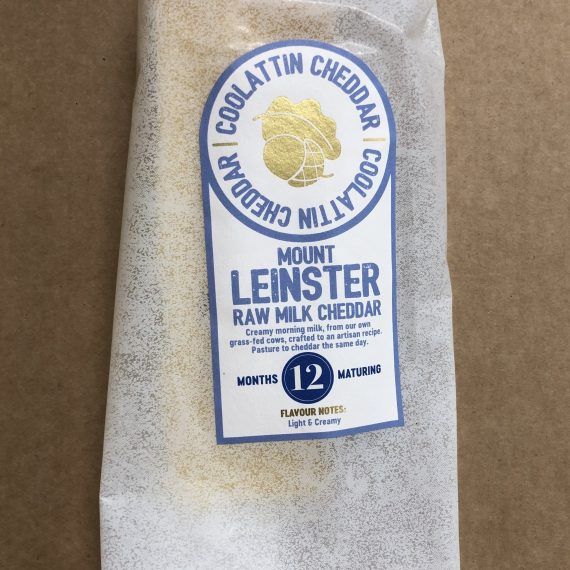 COOLATTIN CHEDDAR | COOLATTIN CHEDDAR |
MOUNT
LEINSTER
RAW MILK CHEDDAR
Creamy morning milk, from our own
grass-fed cows, crafted to an artisan recipe.
Pasture to cheddar the same day.
MONTHS 12 MATURING
FLAVOUR NOTES:
Light & Creamy